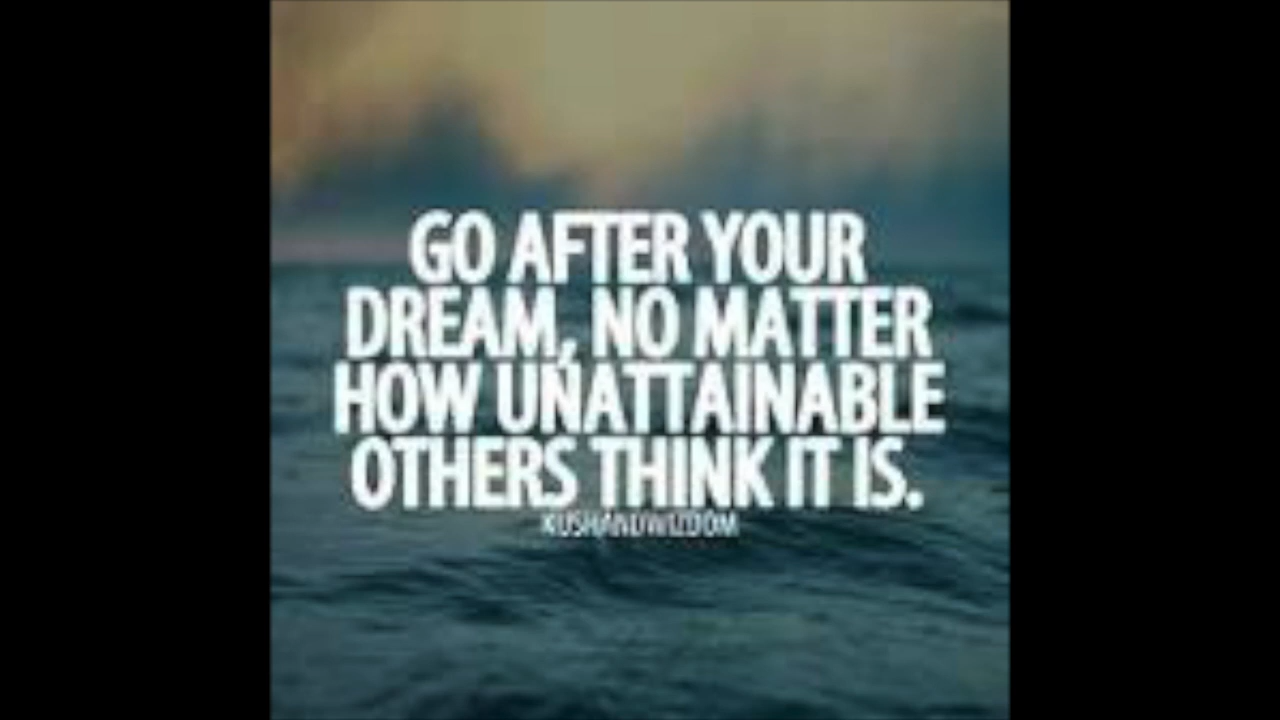 GO AFTER YOUR
DREAM, NO MATTER
HOW UNATTAINABLE
OTHERS THINK IT IS.
KUSHANDWIZDOM